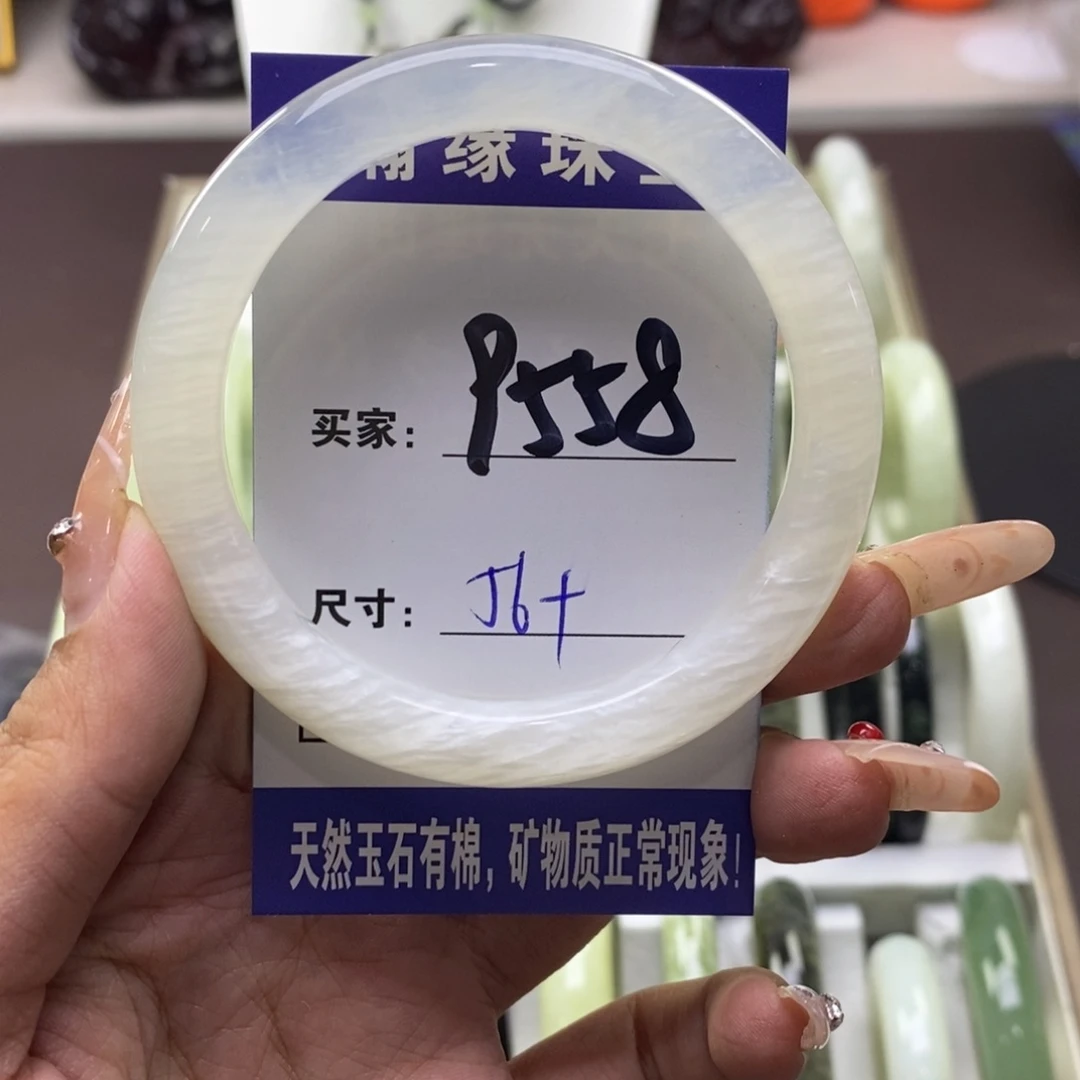 缘珠
买家：P558
尺寸：56+
天然玉石有棉，矿物质正常现象！